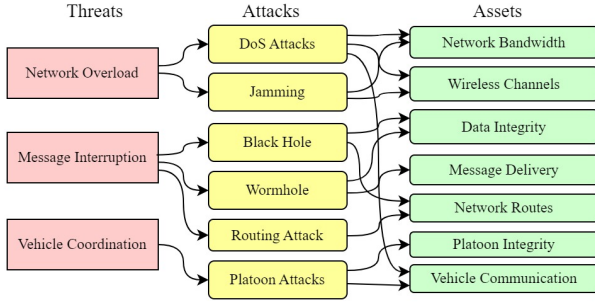 Threats
Attacks
Assets
Network Overload
Message Interruption
Vehicle Coordination
DoS Attacks
Jamming
Black Hole
Wormhole
Routing Attack
Platoon Attacks
Network Bandwidth
Wireless Channels
Data Integrity
Message Delivery
Network Routes
Platoon Integrity
Vehicle Communication